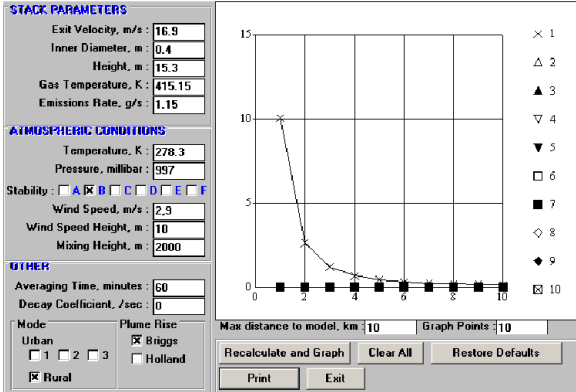 STACK PARAMETERS
Exit Velocity, m/s : 16.9
Inner Diameter, m : 0.4
Height, m : 15.3
Gas Temperature, K : 415.15
Emissions Rate, g/s : 1.15
ATMOSPHERIC CONDITIONS
Temperature, K : 278.3
Pressure, millibar : 997
Stability : A B C D E F
Wind Speed, m/s : 2.9
Wind Speed Height, m : 10
Mixing Height, m : 2000
OTHER
Averaging Time, minutes : 60
Decay Coefficient, /sec : 0
Mode
Urban
1 2 3
Rural
Plume Rise
Briggs
Holland
15
10
5
0
0 2 4 6 8 10
1
2
3
4
5
6
7
8
9
10
Max distance to model, km : 10 Graph Points : 10
Recalculate and Graph Clear All Restore Defaults
Print Exit